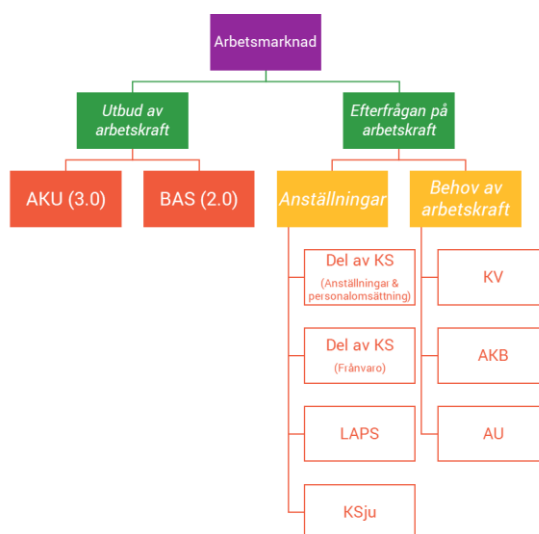 Arbetsmarknad
Utbud av
arbetskraft
Efterfrågan på
arbetskraft
AKU (3.0)
BAS (2.0)
Anställningar
Behov av
arbetskraft
Del av KS
(Anställningar &
personalomsättning)
KV
Del av KS
(Frånvaro)
AKB
LAPS
AU
KSju